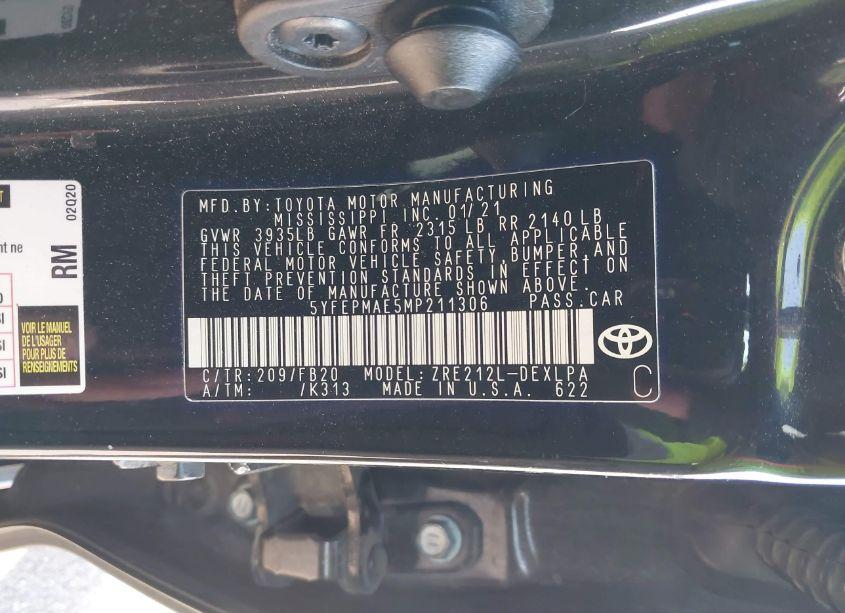 MFD.BY:TOYOTA MOTOR MANUFACTURING
MISSISSIPPI INC. 01/21
GVWR 3935LB GAWR FR 2315 LB RR 2140 LB
THIS VEHICLE CONFORMS TO ALL APPLICABLE
FEDERAL MOTOR VEHICLE SAFETY, BUMPER, AND
THEFT PREVENTION STANDARDS IN EFFECT ON
THE DATE OF MANUFACTURE SHOWN ABOVE.
5YFEPMAE5MP211306 PASS.CAR
C/TR:209/FB20 MODEL:ZRE212L-DEXLPA
A/TM: /K313 MADE IN U.S.A. 622
C
RM
02Q20
VOIR LE MANUEL
DE L'USAGER
POUR PLUS DE
RENSEIGNEMENTS